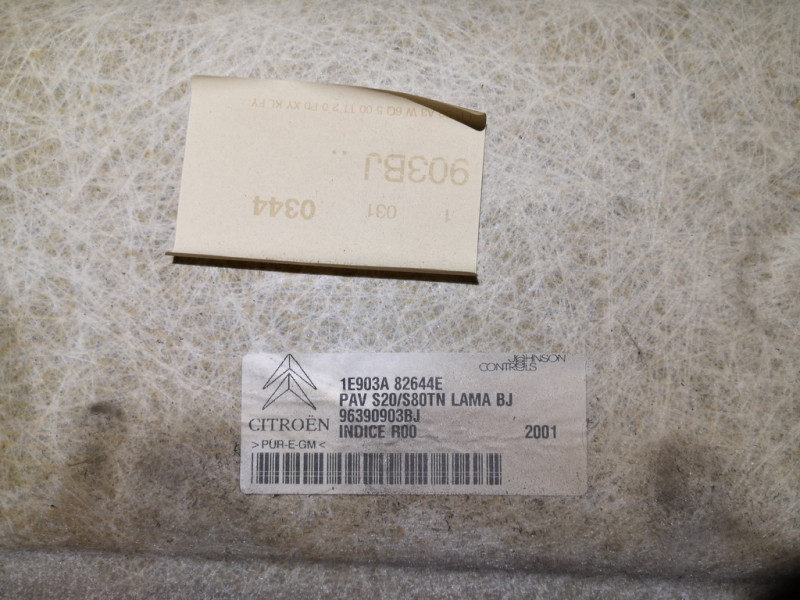 903BJ
1 031 0344
JOHNSON
CONTROLS
1E903A 82644E
PAV S20/S80TN LAMA BJ
96390903BJ
CITROËN
INDICE R00 2001
>PUR-E-GM<